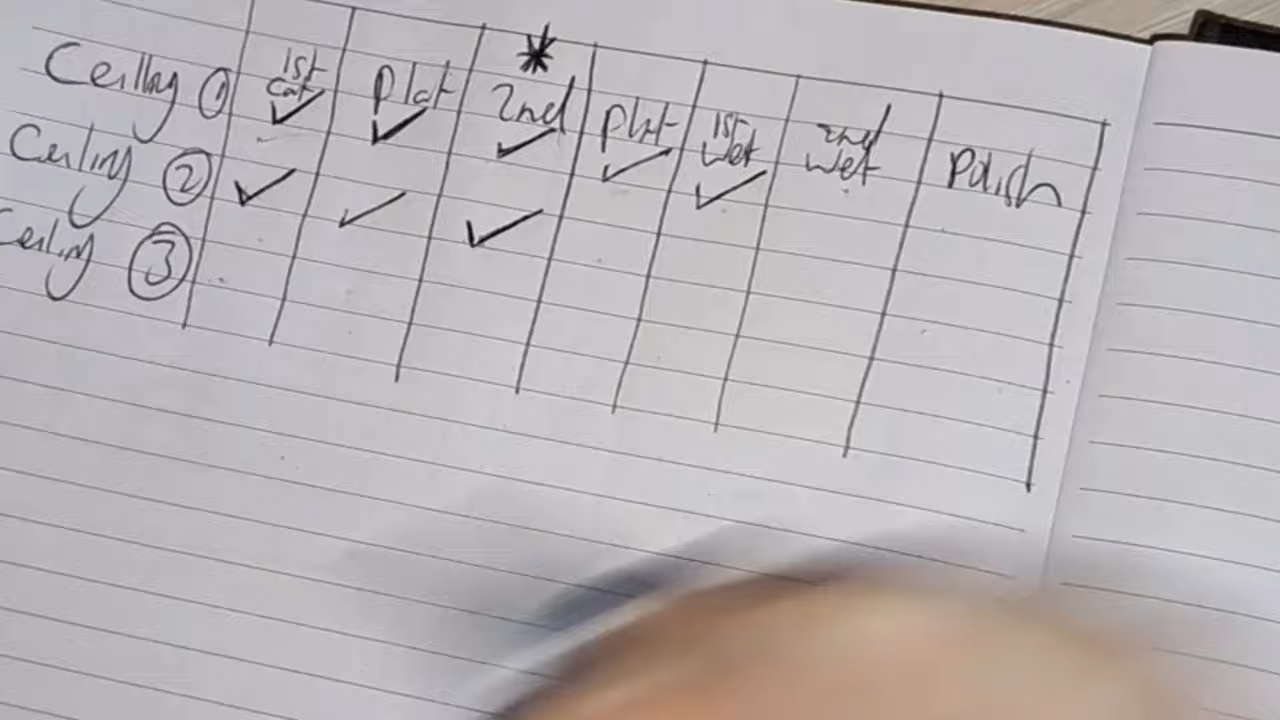 Ceiling ① 1st Coat Plat * 2nd Plat 1st Wet 2nd Wet Polish
✓ ✓ ✓ ✓ ✓
Ceiling ② ✓ ✓ ✓
Ceiling ③